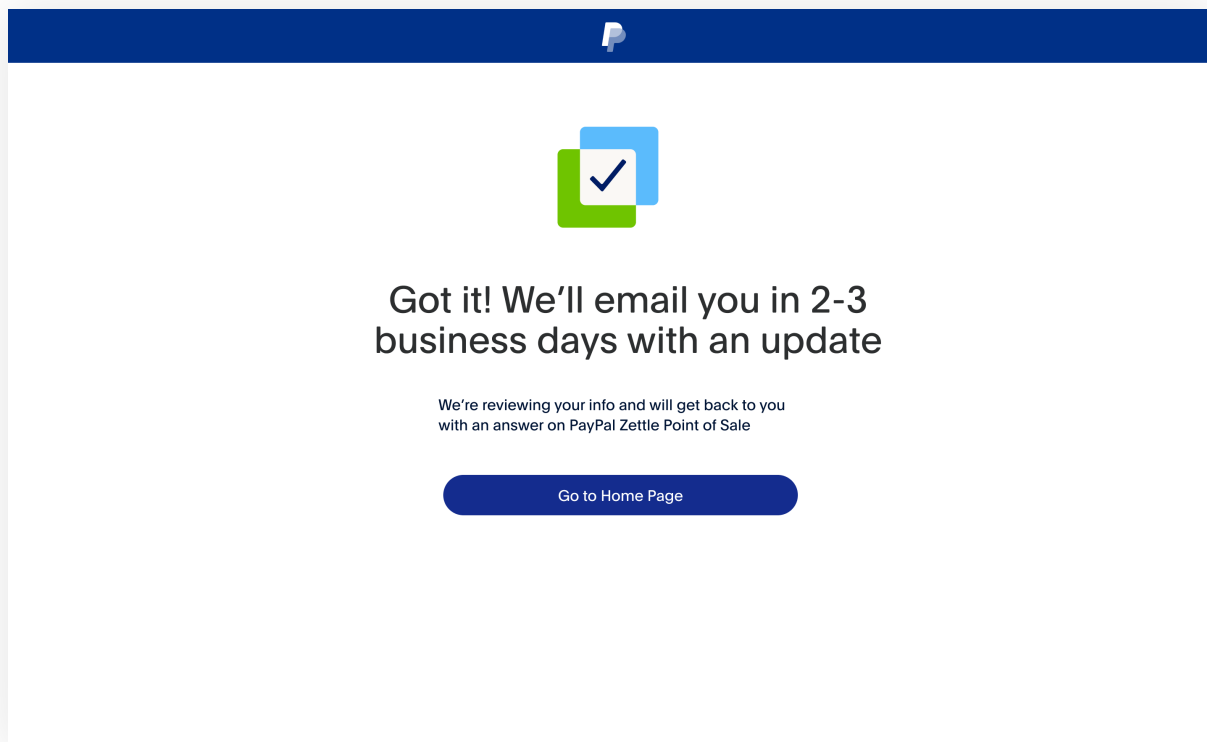 Got it! We’ll email you in 2-3
business days with an update
We’re reviewing your info and will get back to you
with an answer on PayPal Zettle Point of Sale
Go to Home Page